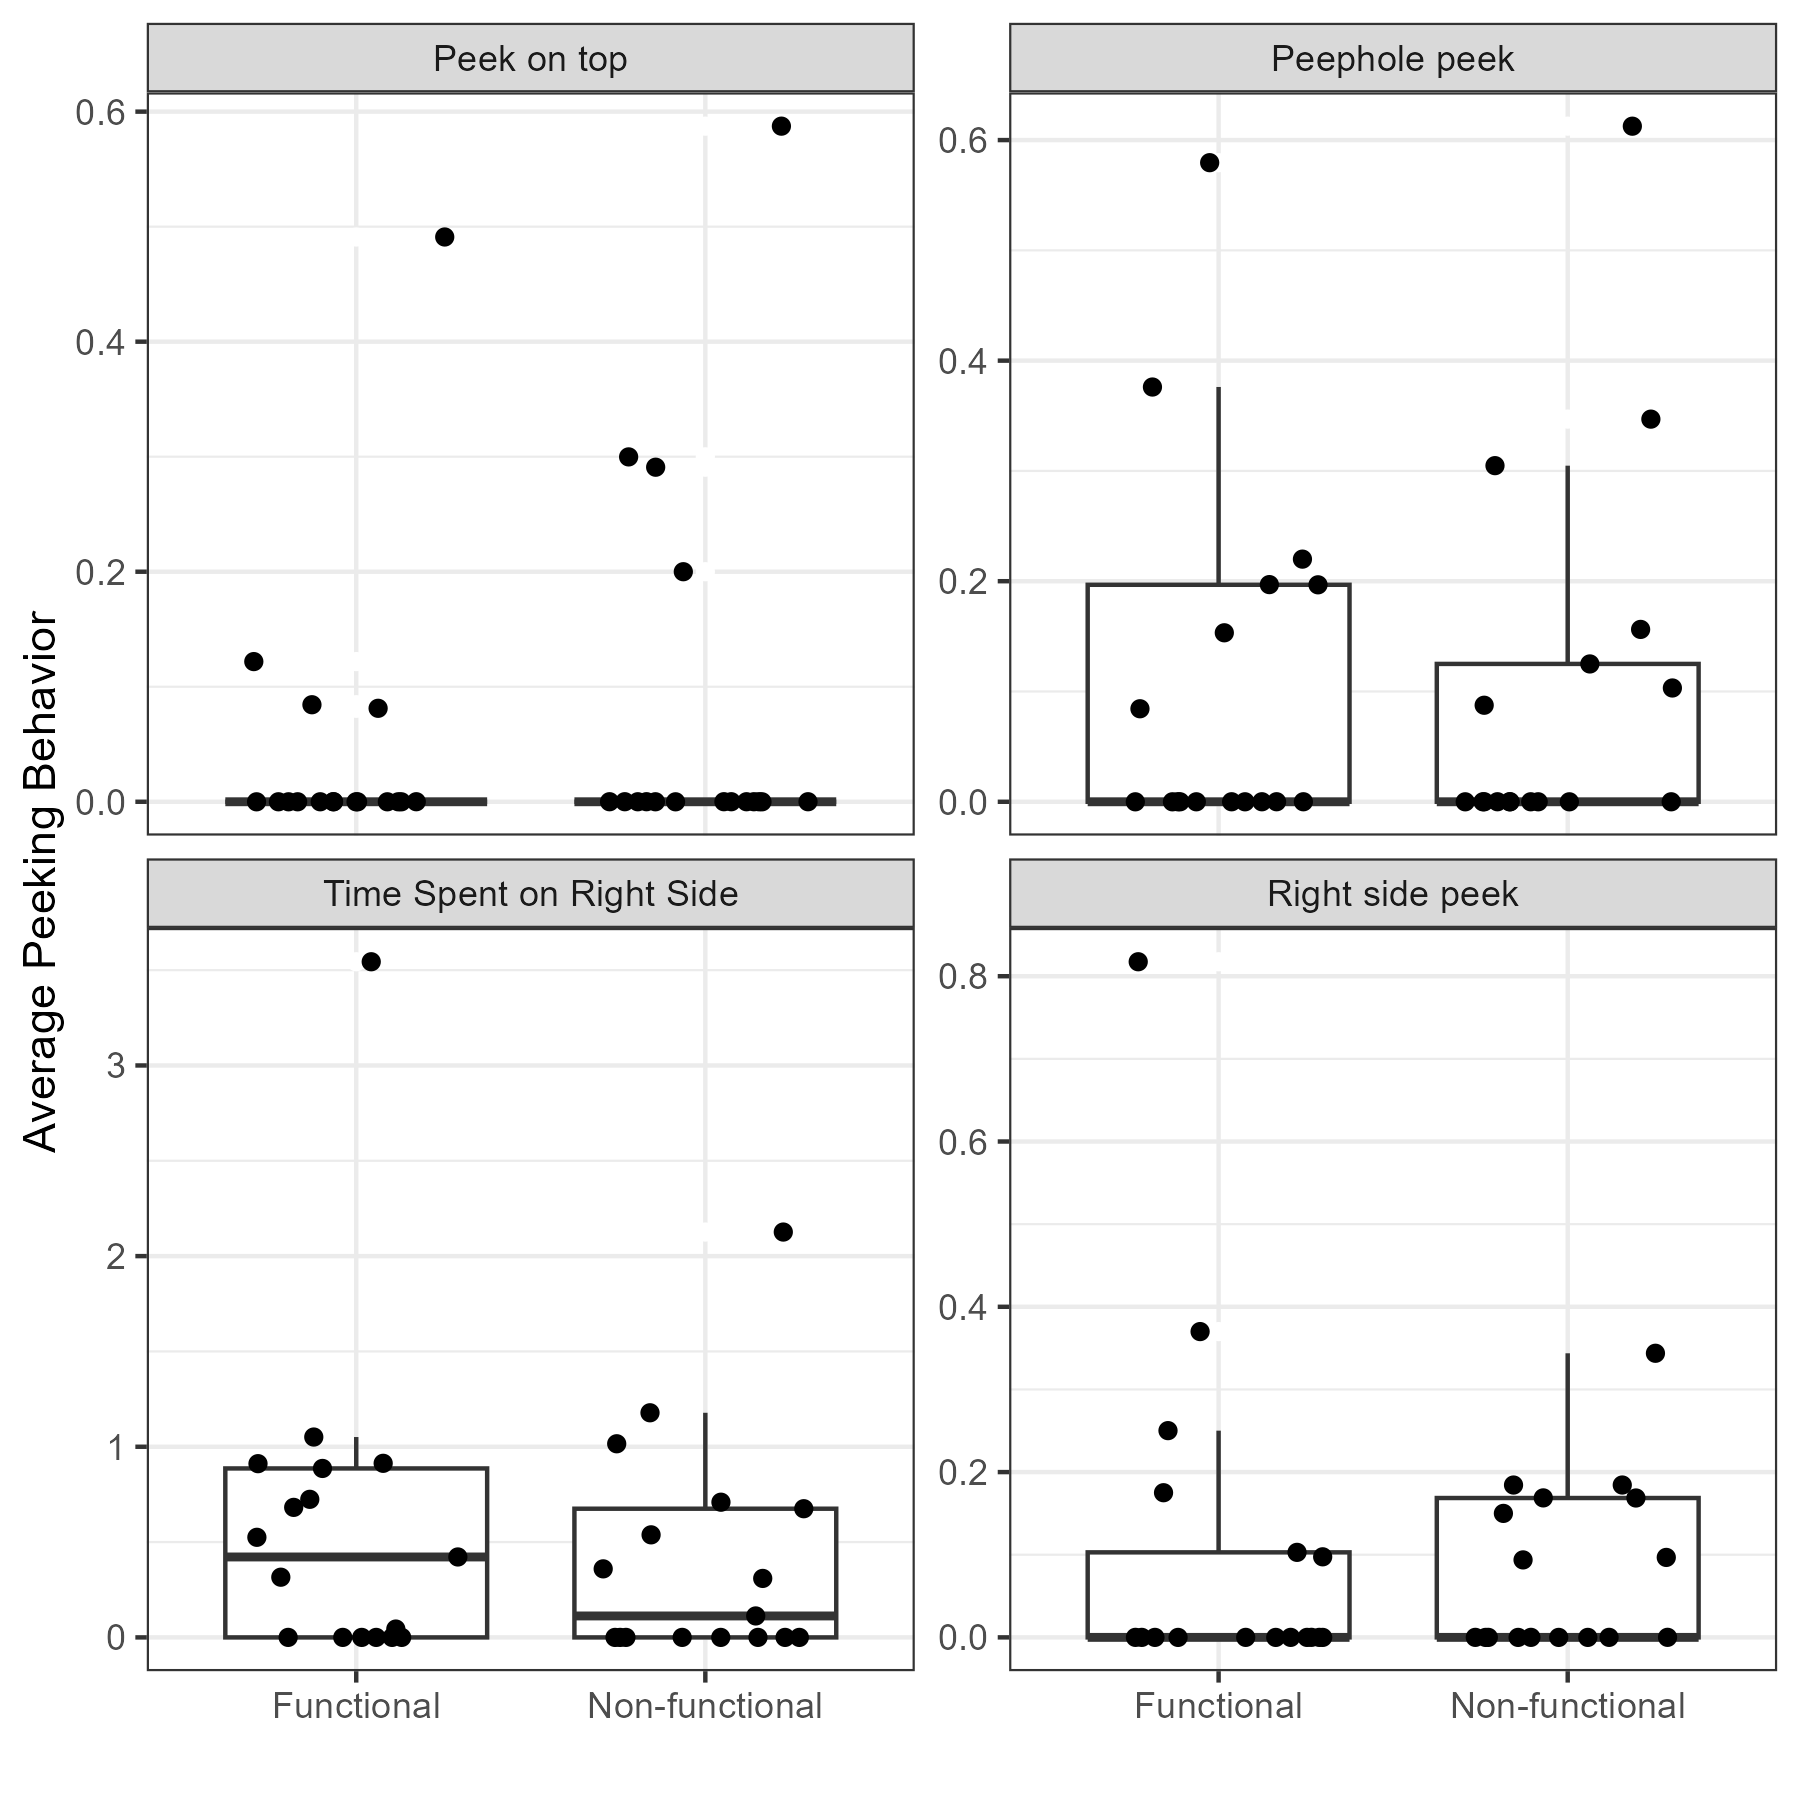 Peek on top
Peephole peek
0.6
0.4
0.2
0.0
0.6
0.4
0.2
0.0
Average Peeking Behavior
Time Spent on Right Side
Right side peek
3
2
1
0
0.8
0.6
0.4
0.2
0.0
Functional
Non-functional
Functional
Non-functional